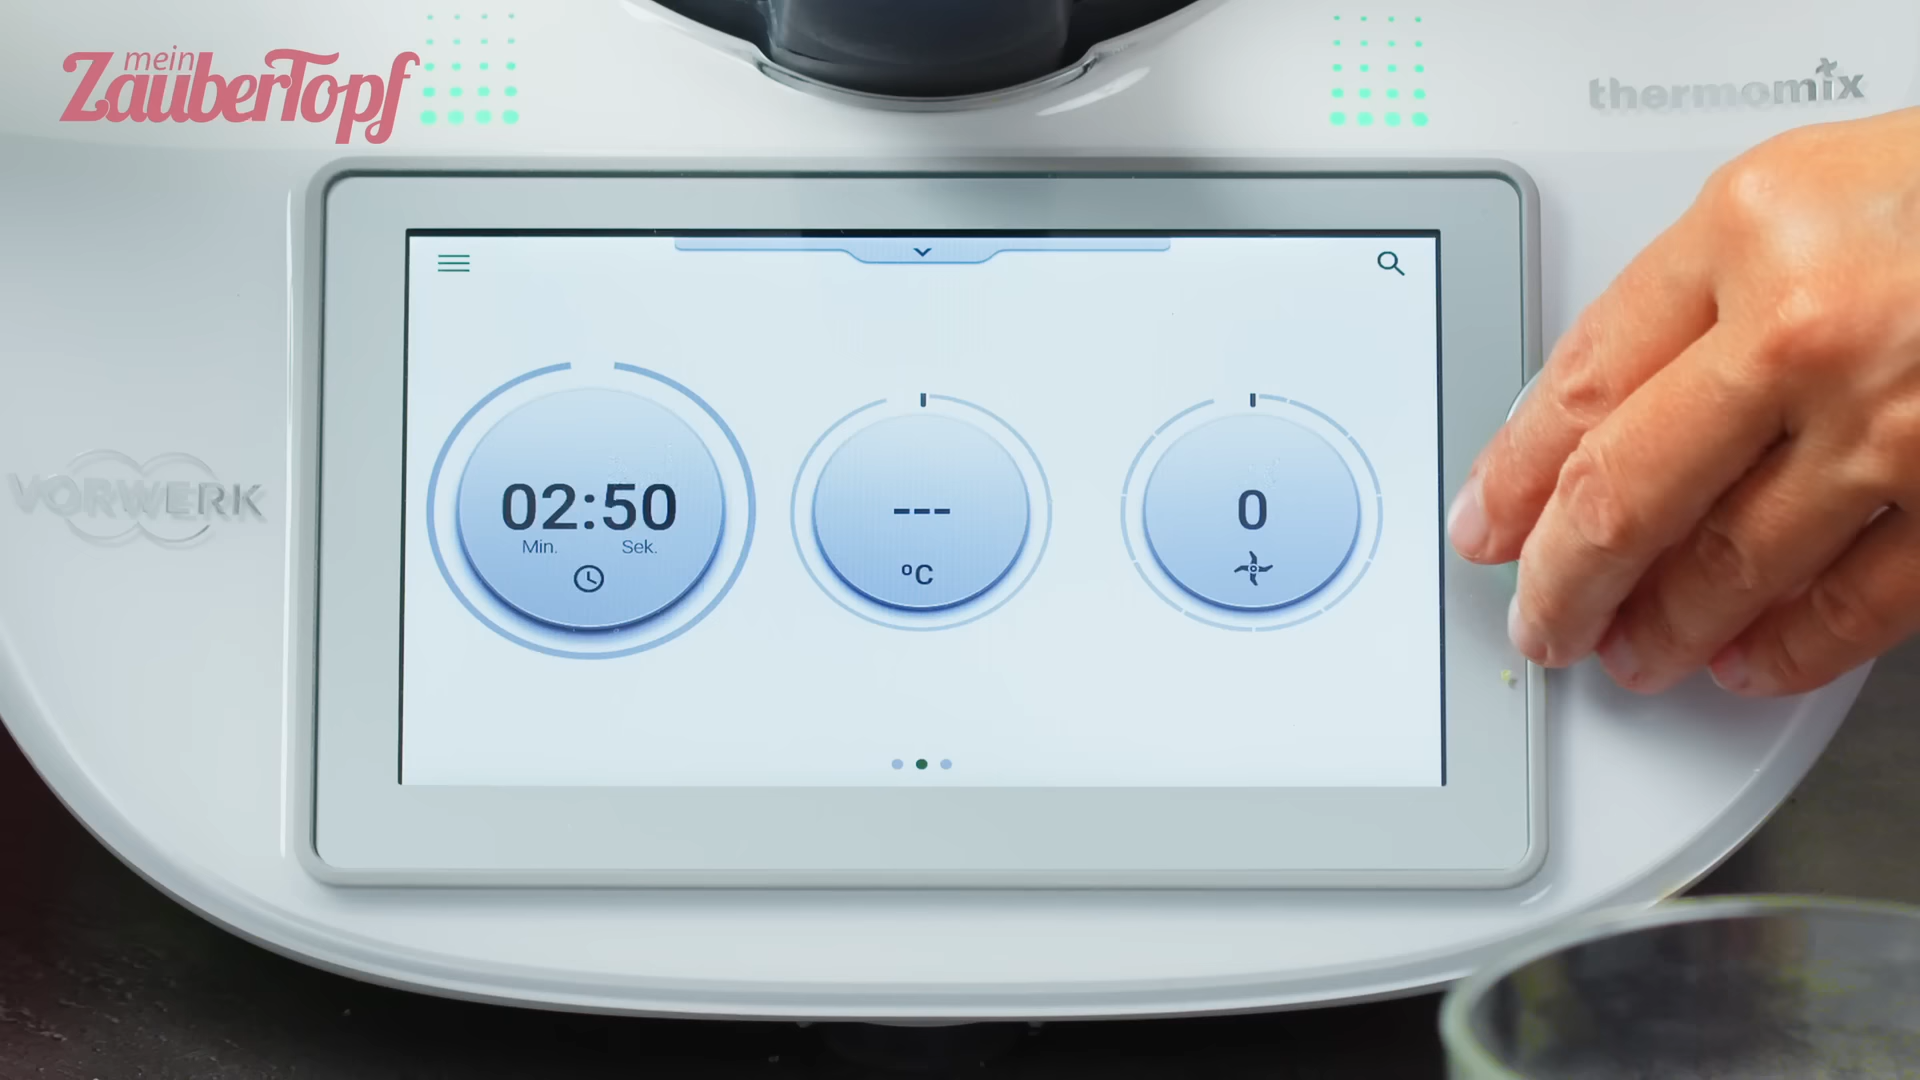 mein
ZauberTopf
thermomix
VORWERK
02:50
Min. Sek.
---
°C
0